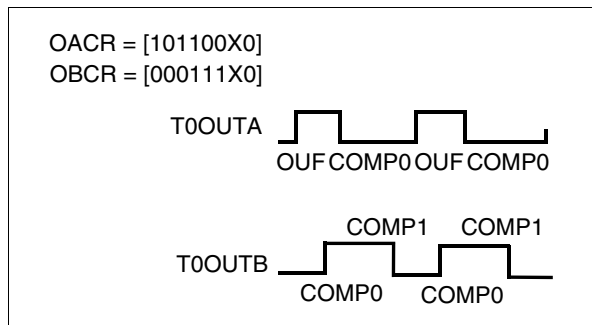 OACR = [101100X0]
OBCR = [000111X0]
T0OUTA
OUF COMP0 OUF COMP0
COMP1 COMP1
T0OUTB
COMP0 COMP0